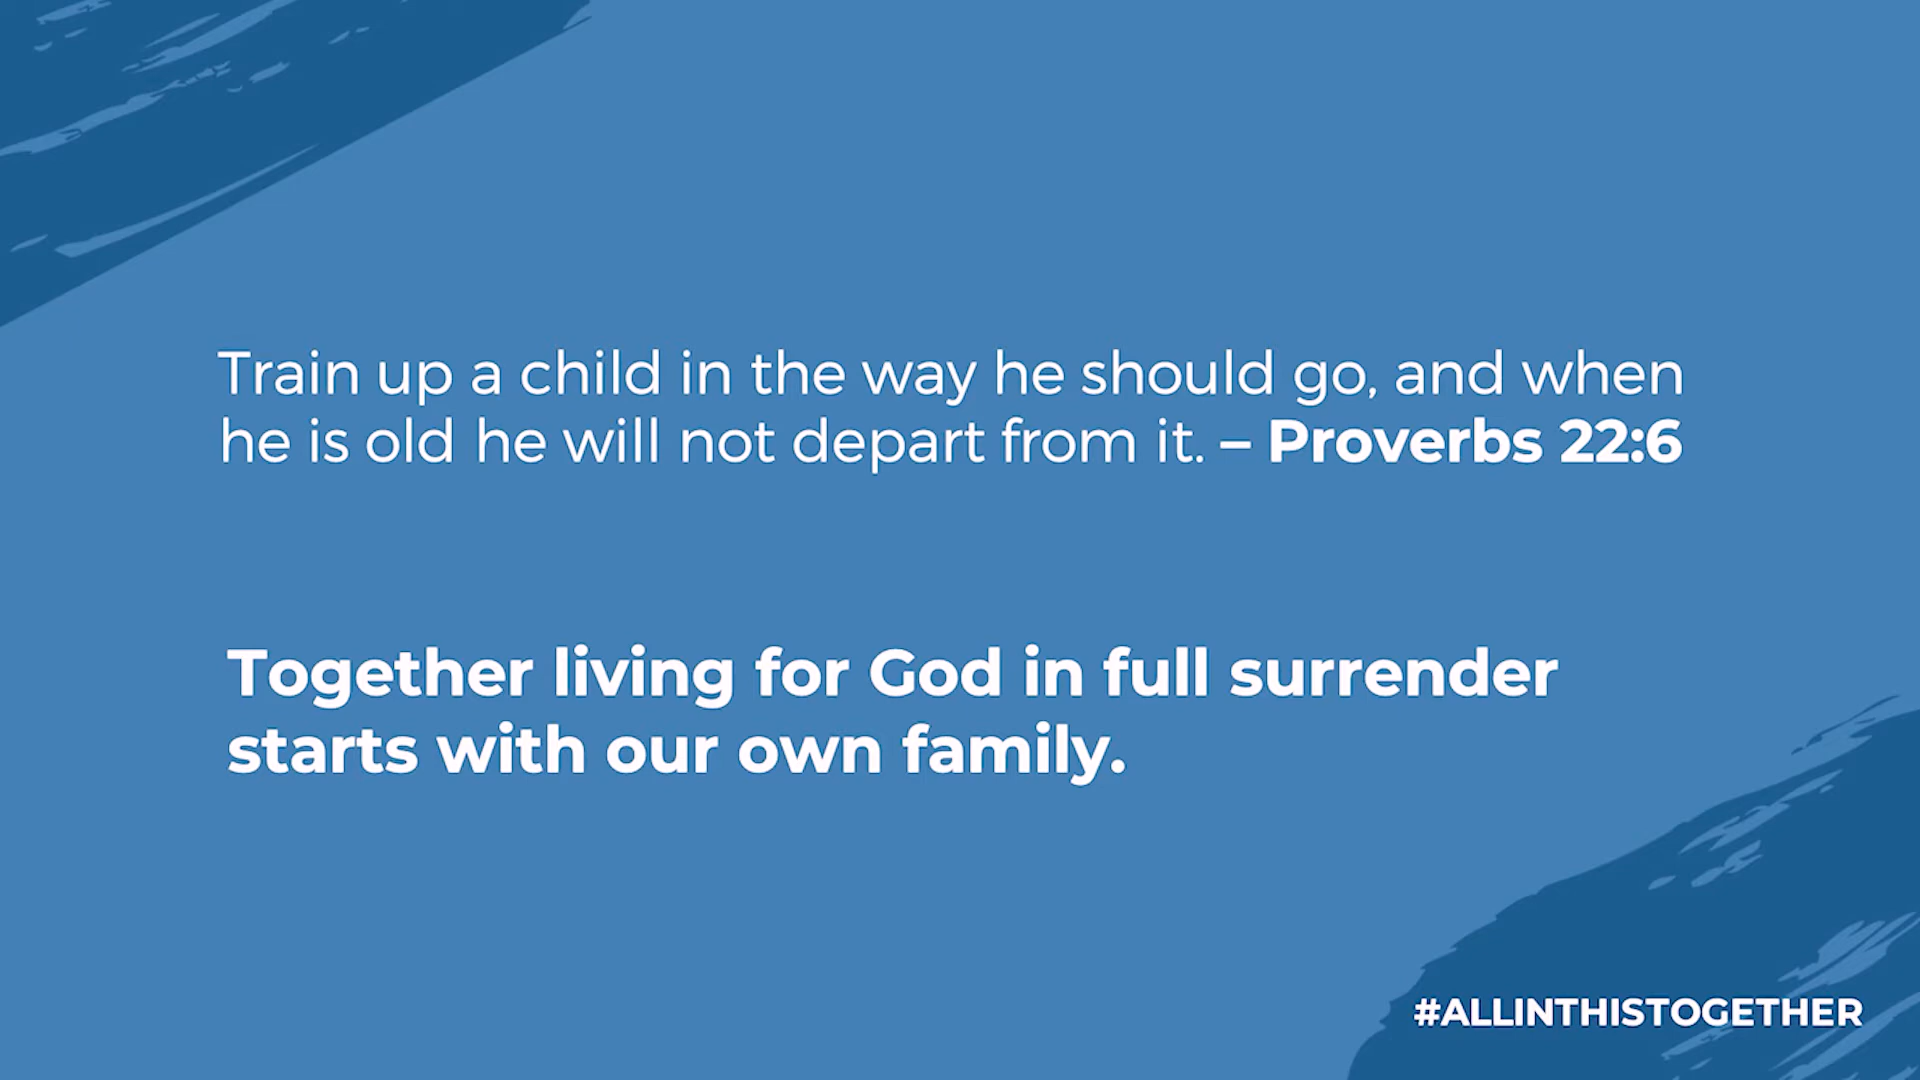 Train up a child in the way he should go, and when
he is old he will not depart from it. – Proverbs 22:6
Together living for God in full surrender
starts with our own family.
#ALLINTHISTOGETHER